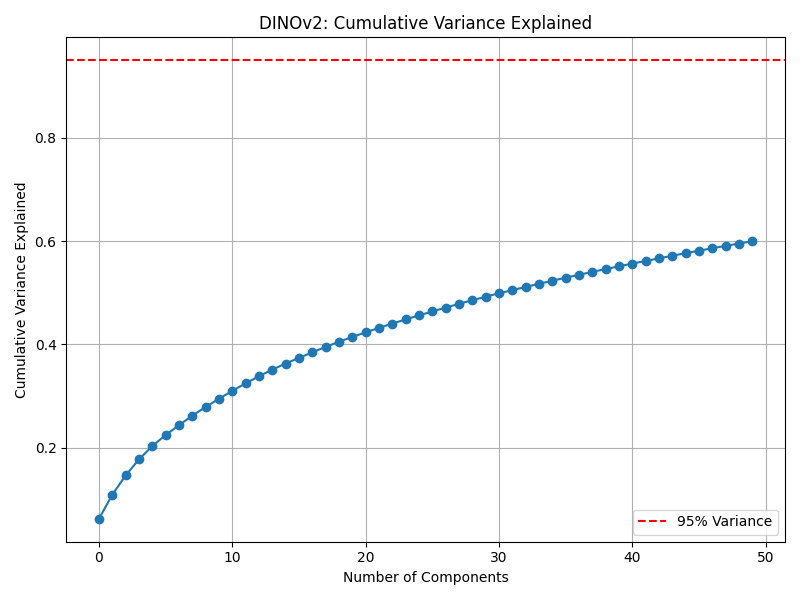 DINOv2: Cumulative Variance Explained
Cumulative Variance Explained
0.8
0.6
0.4
0.2
95% Variance
0 10 20 30 40 50
Number of Components